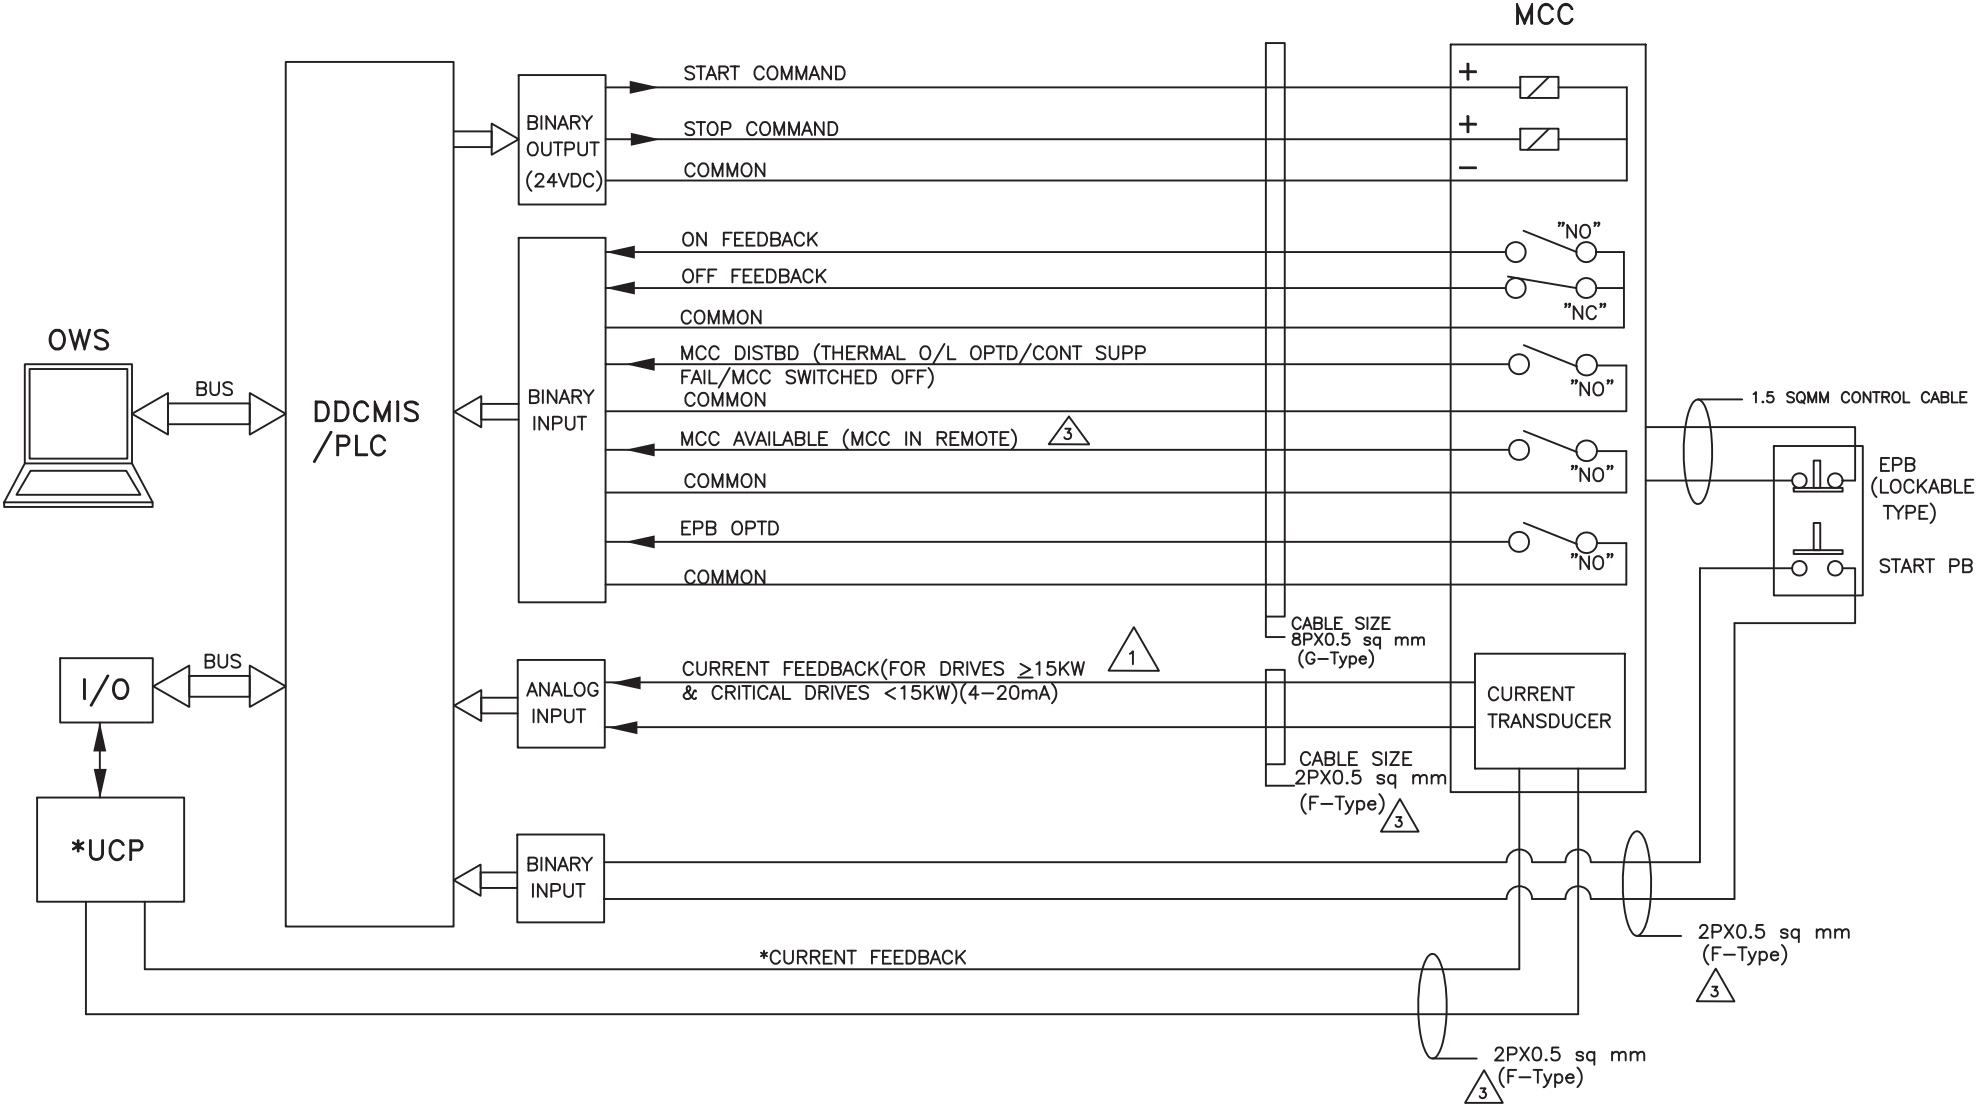 MCC
START COMMAND
+
BINARY
OUTPUT
(24VDC)
STOP COMMAND
+
COMMON
−
ON FEEDBACK
"NO"
OFF FEEDBACK
"NC"
COMMON
OWS
BUS
DDCMIS
/PLC
BINARY
INPUT
MCC DISTBD (THERMAL O/L OPTD/CONT SUPP
FAIL/MCC SWITCHED OFF)
"NO"
COMMON
1.5 SQMM CONTROL CABLE
MCC AVAILABLE (MCC IN REMOTE)
3
"NO"
COMMON
EPB
(LOCKABLE
TYPE)
EPB OPTD
"NO"
COMMON
START PB
CABLE SIZE
8PX0.5 sq mm
(G-Type)
I/O
BUS
ANALOG
INPUT
CURRENT FEEDBACK(FOR DRIVES ≥15KW
& CRITICAL DRIVES <15KW)(4-20mA)
1
CURRENT
TRANSDUCER
CABLE SIZE
2PX0.5 sq mm
(F-Type)
3
*UCP
BINARY
INPUT
2PX0.5 sq mm
(F-Type)
3
*CURRENT FEEDBACK
2PX0.5 sq mm
(F-Type)
3